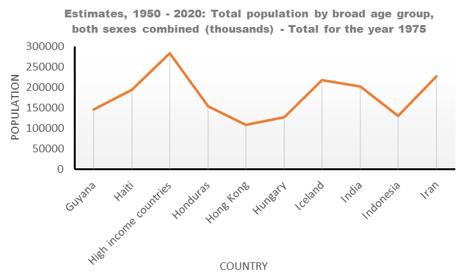 Estimates, 1950 - 2020: Total population by broad age group,
both sexes combined (thousands) - Total for the year 1975
POPULATION
300000
250000
200000
150000
100000
50000
0
Guyana
Haiti
High income countries
Honduras
Hong Kong
Hungary
Iceland
India
Indonesia
Iran
COUNTRY